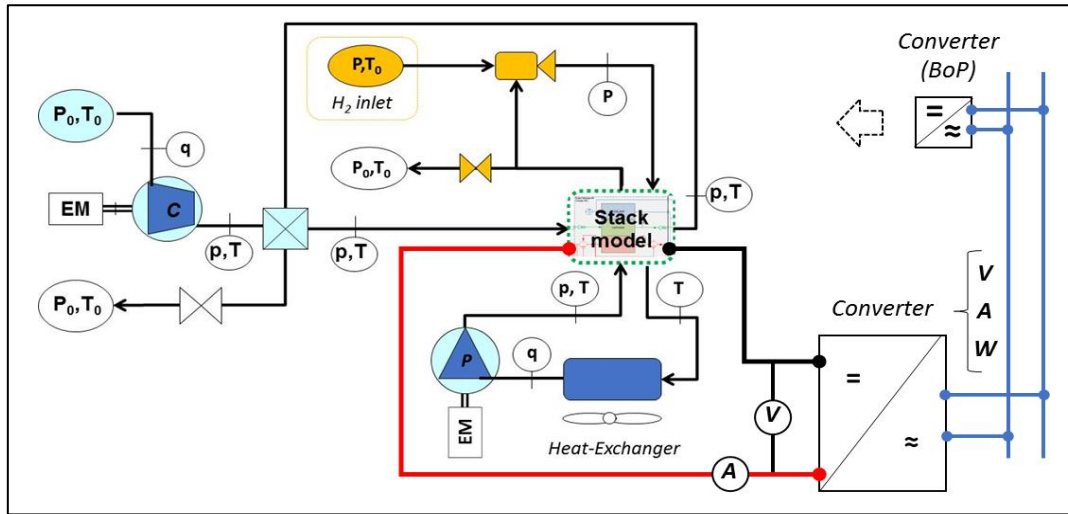 P₀,T₀
q
EM
C
p,T
P₀,T₀
p,T
P,T₀
H₂ inlet
P
P₀,T₀
Stack
model
p,T
p, T
T
P
q
EM
Heat-Exchanger
A
V
Converter
=
≈
V
A
W
Converter
(BoP)
=
≈